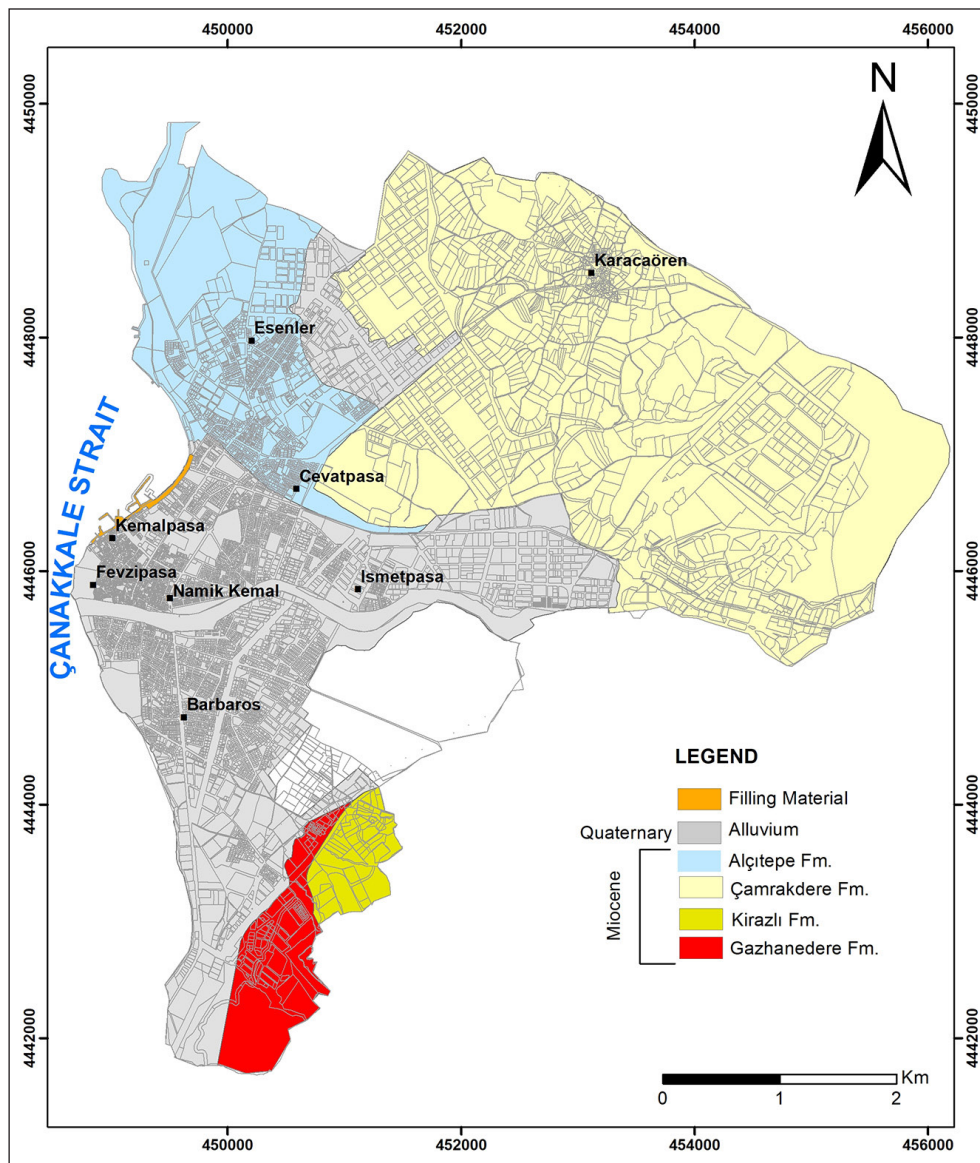 450000 452000 454000 456000
4450000
4450000
N
Karacaören
Esenler
4448000
4448000
ÇANAKKALE STRAIT
Cevatpasa
Kemalpasa
4446000
4446000
Fevzipasa
Namik Kemal
Ismetpasa
Barbaros
LEGEND
Filling Material
Quaternary
Alluvium
Miocene
Alçıtepe Fm.
Çamrakdere Fm.
Kirazlı Fm.
Gazhanedere Fm.
4444000
4444000
4442000
4442000
Km
0 1 2
450000 452000 454000 456000